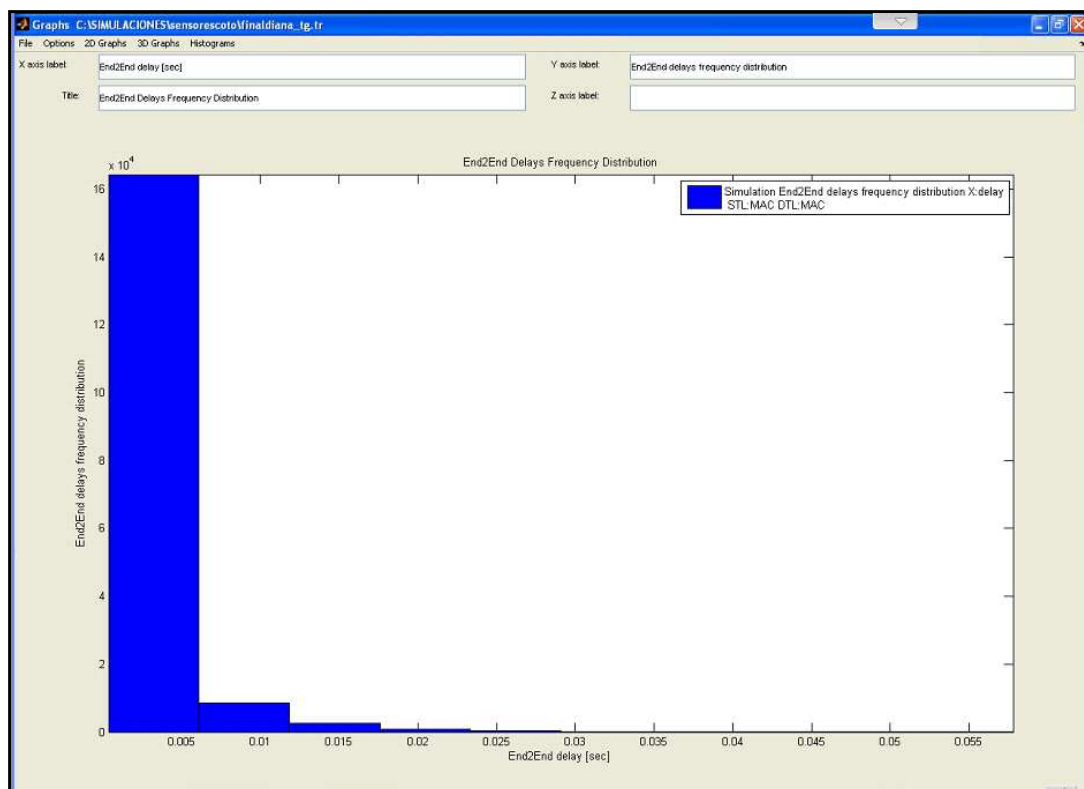 Graphs C:\SIMULACIONES\sensorescoto\finaldiana_tg.tr
File Options 2D Graphs 3D Graphs Histograms
X axis label: End2End delay [sec] Y axis label: End2End delays frequency distribution
Title: End2End Delays Frequency Distribution Z axis label:
x 10^4
End2End Delays Frequency Distribution
Simulation End2End delays frequency distribution X:delay
STL:MAC DTL:MAC
16
14
12
10
8
6
4
2
0
End2End delays frequency distribution
0.005 0.01 0.015 0.02 0.025 0.03 0.035 0.04 0.045 0.05 0.055
End2End delay [sec]